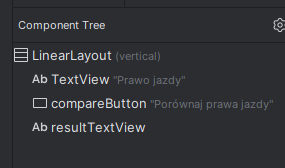 Component Tree
LinearLayout (vertical)
Ab TextView "Prawo jazdy"
compareButton "Porównaj prawa jazdy"
Ab resultTextView